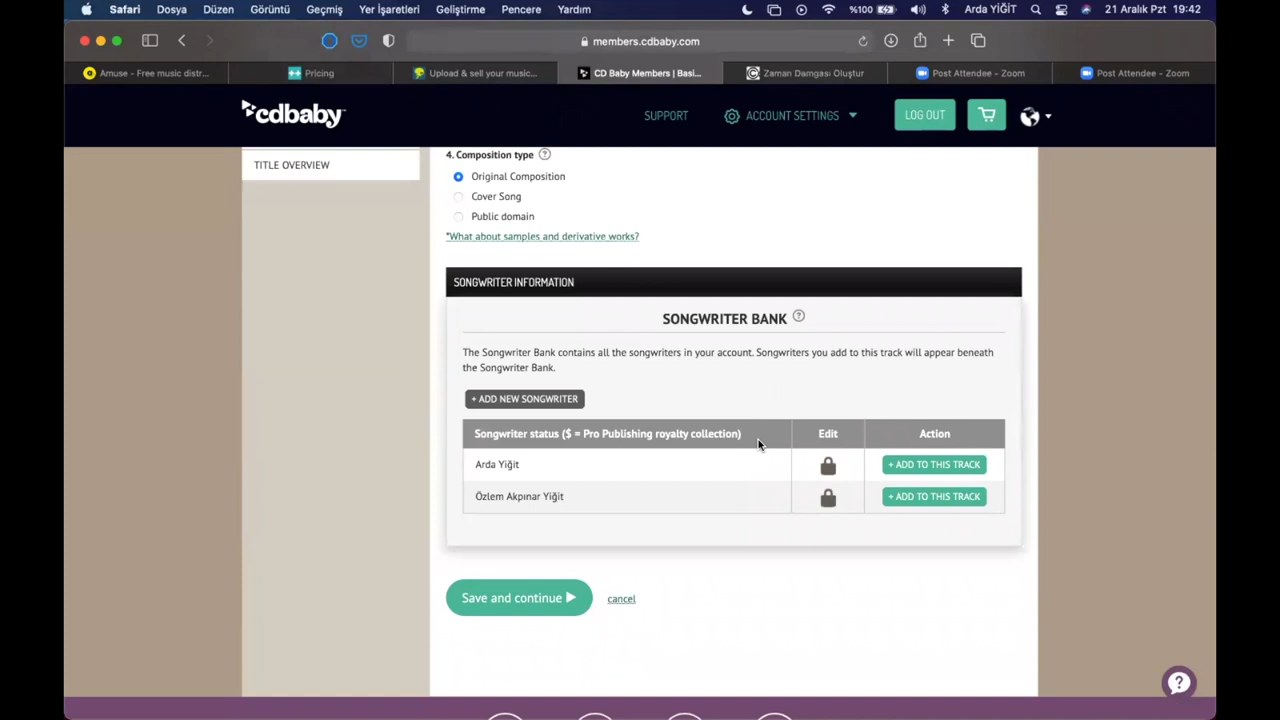 Safari Dosya Düzen Görüntü Geçmiş Yer İşaretleri Geliştirme Pencere Yardım %100 Arda YİĞİT 21 Aralık Pzt 19:42
members.cdbaby.com
Amuse - Free music distr... Pricing Upload & sell your music... CD Baby Members | Basi... Zaman Damgası Oluştur Post Attendee - Zoom Post Attendee - Zoom
cdbaby SUPPORT ACCOUNT SETTINGS LOG OUT
TITLE OVERVIEW
4. Composition type ?
Original Composition
Cover Song
Public domain
*What about samples and derivative works?
SONGWRITER INFORMATION
SONGWRITER BANK ?
The Songwriter Bank contains all the songwriters in your account. Songwriters you add to this track will appear beneath
the Songwriter Bank.
+ ADD NEW SONGWRITER
Songwriter status ($ = Pro Publishing royalty collection) Edit Action
Arda Yiğit + ADD TO THIS TRACK
Özlem Akpınar Yiğit + ADD TO THIS TRACK
Save and continue cancel
?